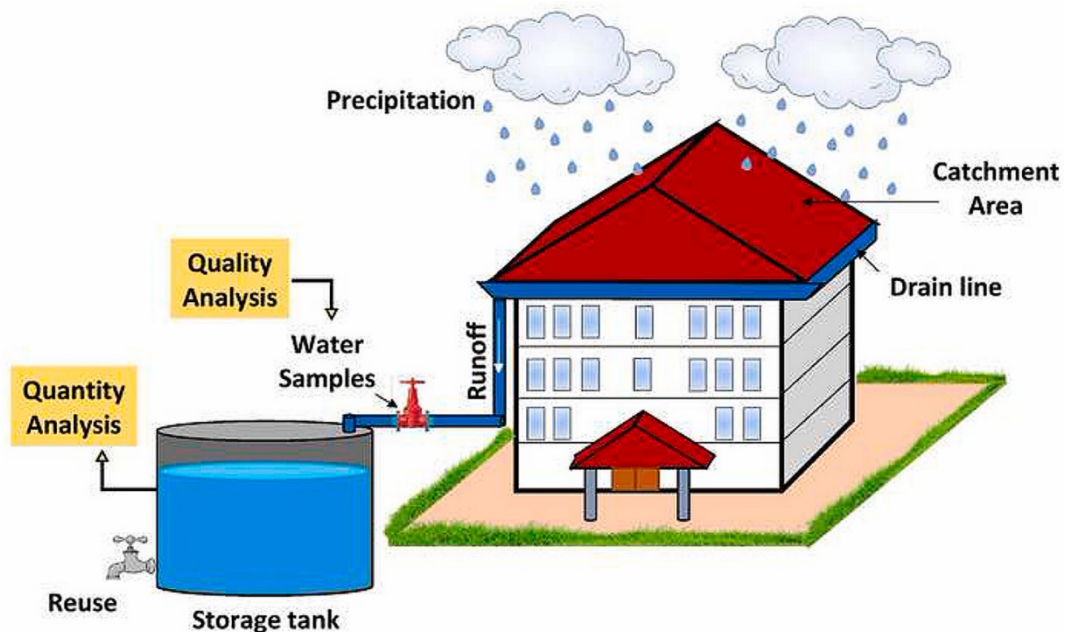 Precipitation
Catchment
Area
Drain line
Quality
Analysis
Water
Samples
Runoff
Quantity
Analysis
Reuse
Storage tank